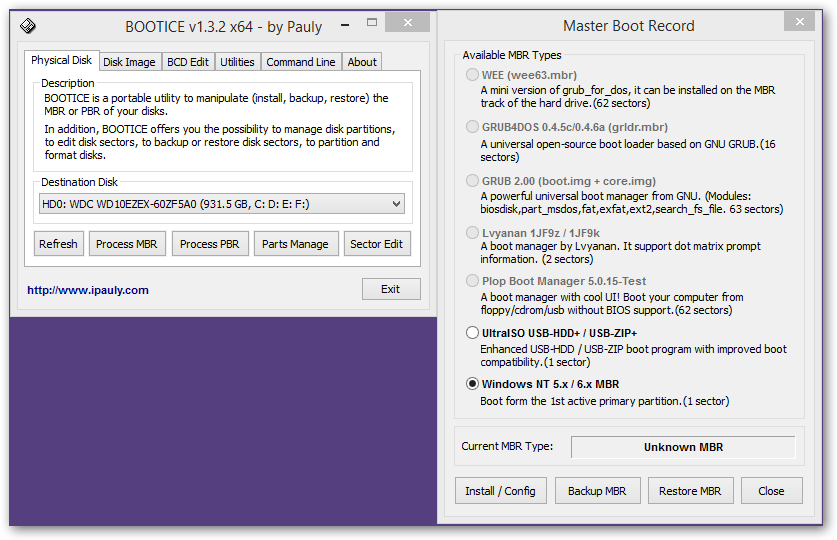 BOOTICE v1.3.2 x64 - by Pauly
Physical Disk
Disk Image
BCD Edit
Utilities
Command Line
About
Description
BOOTICE is a portable utility to manipulate (install, backup, restore) the
MBR or PBR of your disks.
In addition, BOOTICE offers you the possibility to manage disk partitions,
to edit disk sectors, to backup or restore disk sectors, to partition and
format disks.
Destination Disk
HD0: WDC WD10EZEX-60ZF5A0 (931.5 GB, C: D: E: F:)
Refresh
Process MBR
Process PBR
Parts Manage
Sector Edit
http://www.ipauly.com
Exit
Master Boot Record
Available MBR Types
WEE (wee63.mbr)
A mini version of grub_for_dos, it can be installed on the MBR
track of the hard drive.(62 sectors)
GRUB4DOS 0.4.5c/0.4.6a (grldr.mbr)
A universal open-source boot loader based on GNU GRUB.(16
sectors)
GRUB 2.00 (boot.img + core.img)
A powerful universal boot manager from GNU. (Modules:
biosdisk,part_msdos,fat,exfat,ext2,search_fs_file. 63 sectors)
Lvyanan 1JF9z / 1JF9k
A boot manager by Lvyanan. It support dot matrix prompt
information. (2 sectors)
Plop Boot Manager 5.0.15-Test
A boot manager with cool UI! Boot your computer from
floppy/cdrom/usb without BIOS support.(62 sectors)
UltraISO USB-HDD+ / USB-ZIP+
Enhanced USB-HDD / USB-ZIP boot program with improved boot
compatibility.(1 sector)
Windows NT 5.x / 6.x MBR
Boot form the 1st active primary partition.(1 sector)
Current MBR Type:
Unknown MBR
Install / Config
Backup MBR
Restore MBR
Close